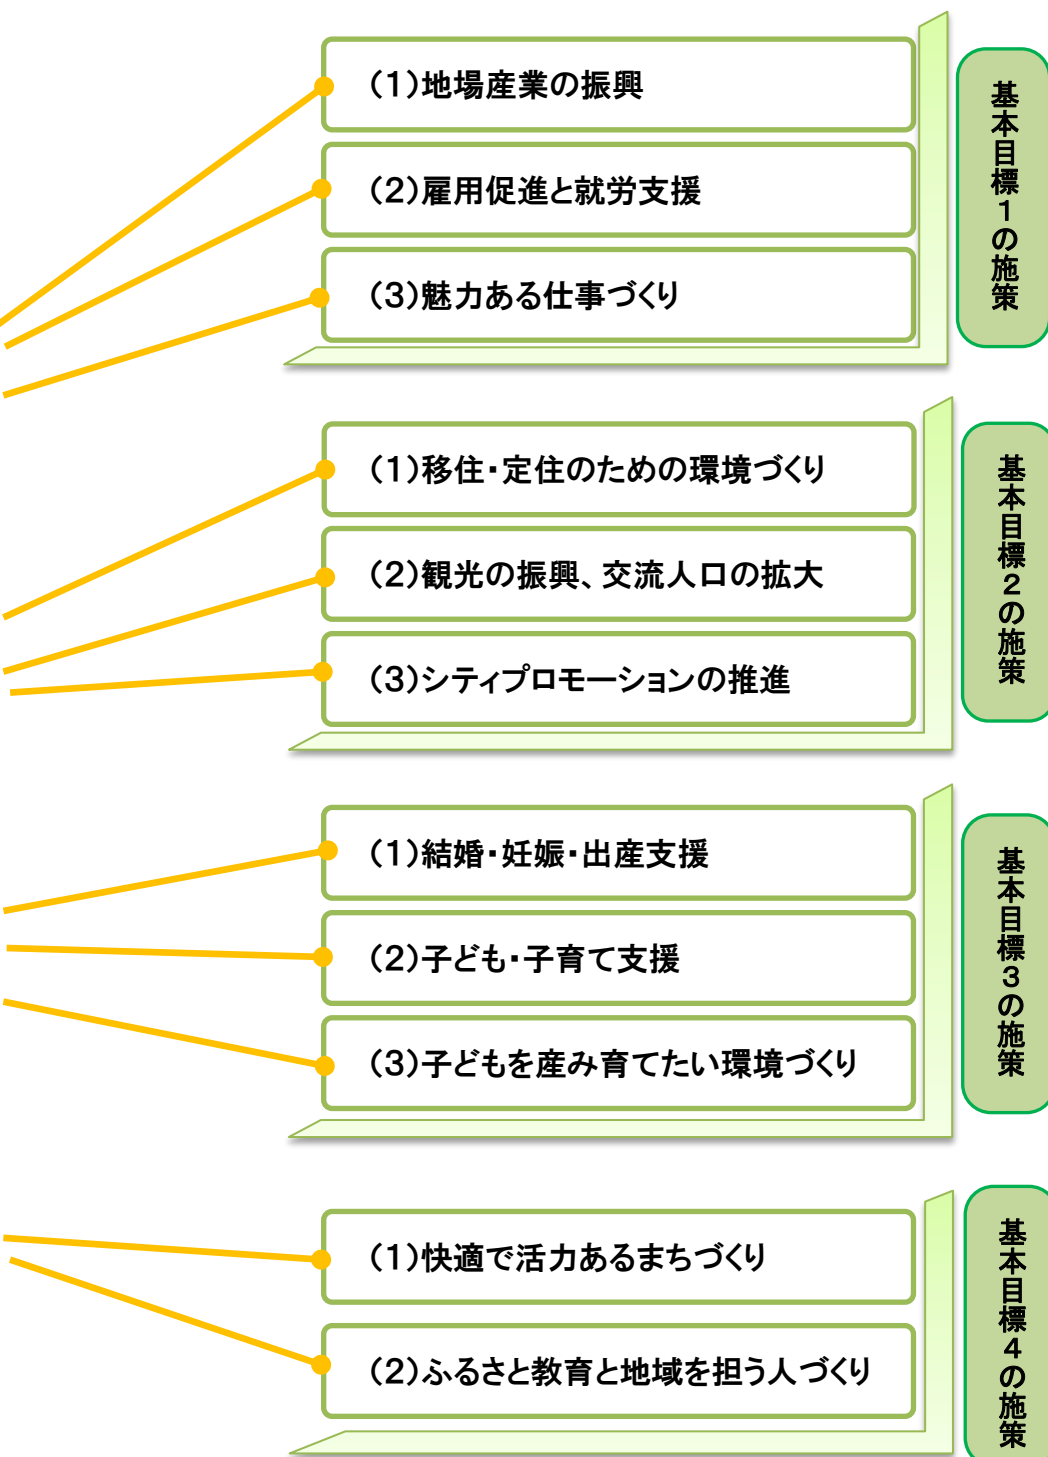 (1)地場産業の振興
(2)雇用促進と就労支援
(3)魅力ある仕事づくり
基本目標1の施策
(1)移住・定住のための環境づくり
(2)観光の振興、交流人口の拡大
(3)シティプロモーションの推進
基本目標2の施策
(1)結婚・妊娠・出産支援
(2)子ども・子育て支援
(3)子どもを産み育てたい環境づくり
基本目標3の施策
(1)快適で活力あるまちづくり
(2)ふるさと教育と地域を担う人づくり
基本目標4の施策